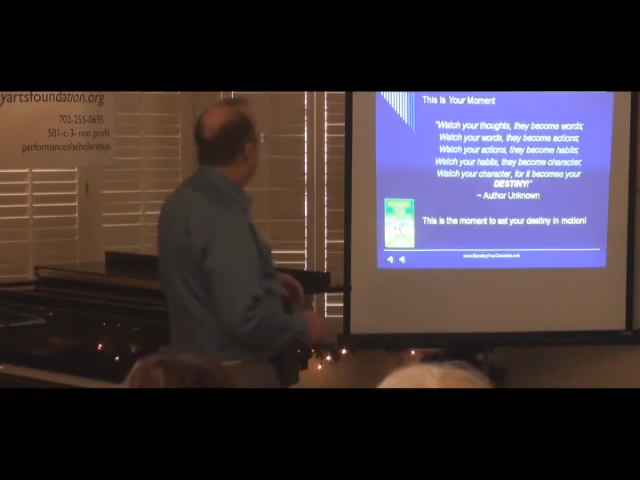 yartsfoundation.org
702-255-0695
501-c-3- non profit
performances/scholarships
This Is Your Moment
"Watch your thoughts, they become words;
Watch your words, they become actions;
Watch your actions, they become habits;
Watch your habits, they become character,
Watch your character, for it becomes your
DESTINY!"
~ Author Unknown
This is the moment to set your destiny in motion!